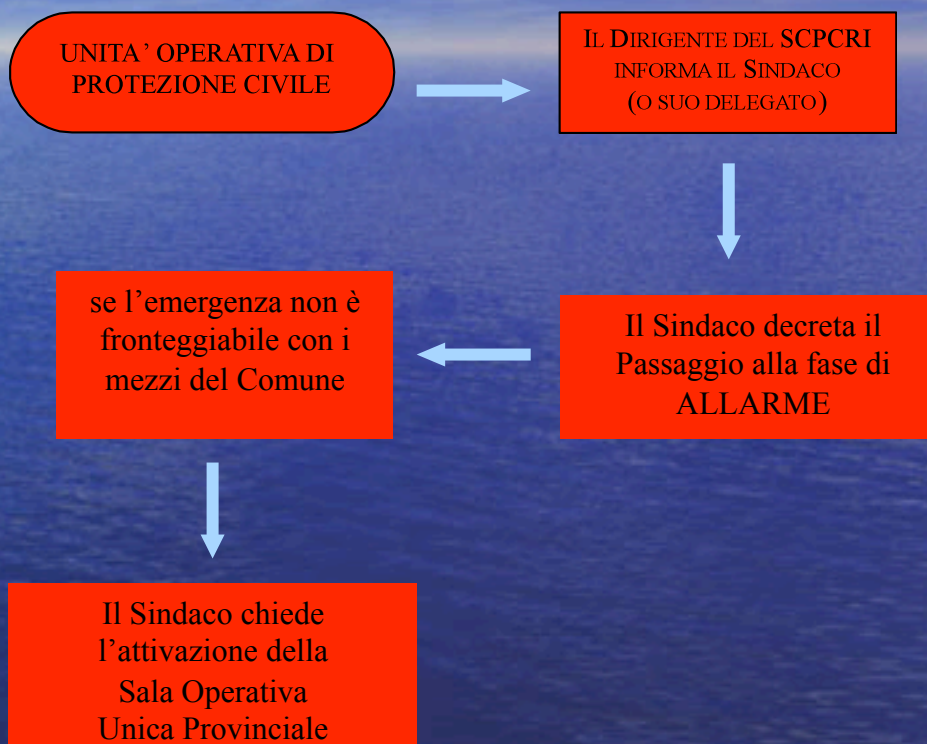 UNITA’ OPERATIVA DI
PROTEZIONE CIVILE
IL DIRIGENTE DEL SCPCRI
INFORMA IL SINDACO
(O SUO DELEGATO)
Il Sindaco decreta il
Passaggio alla fase di
ALLARME
se l’emergenza non è
fronteggiabile con i
mezzi del Comune
Il Sindaco chiede
l’attivazione della
Sala Operativa
Unica Provinciale